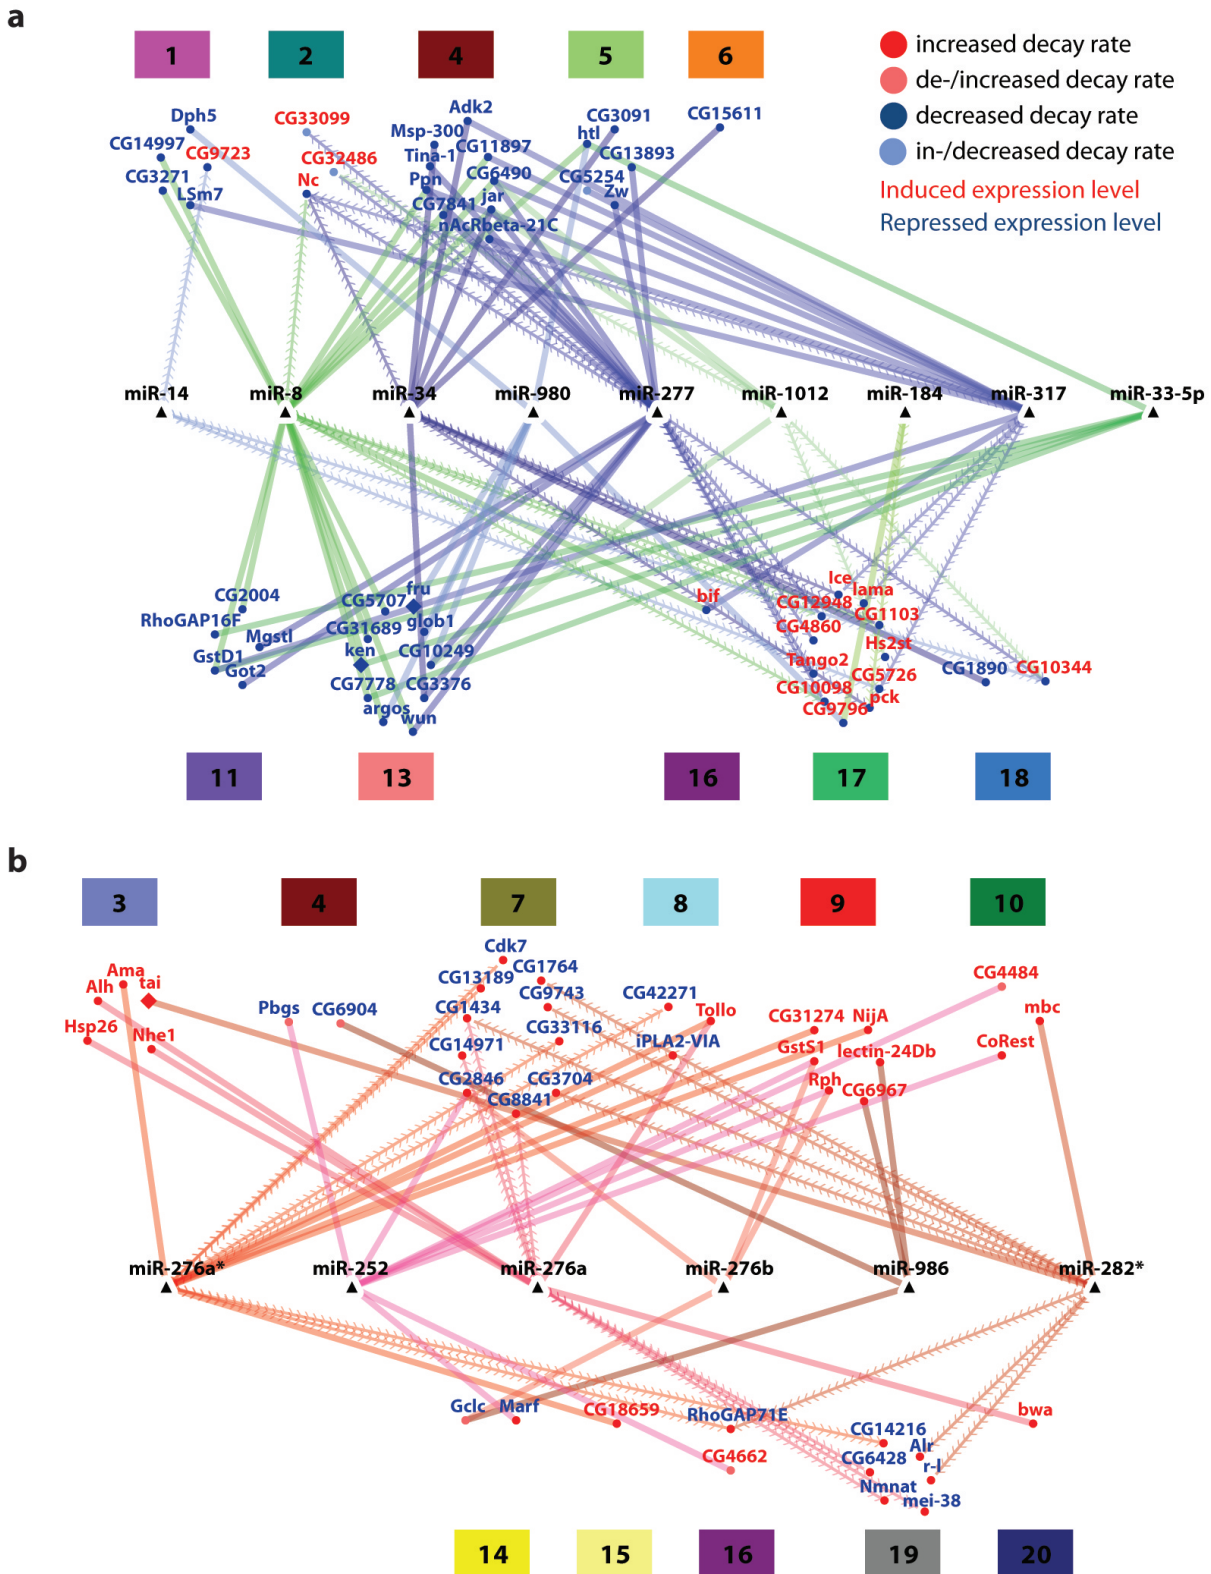 a
1 2 4 5 6
increased decay rate
de-/increased decay rate
decreased decay rate
in-/decreased decay rate
Induced expression level
Repressed expression level
Dph5
CG14997
CG9723
CG3271
LSm7
CG33099
CG32486
Nc
Adk2
Msp-300
CG11897
Tina-1
CG6490
Ppn
jar
CG7841
nAcRbeta-21C
CG3091
htl
CG13893
CG5254
Zw
CG15611
miR-14 miR-8 miR-34 miR-980 miR-277 miR-1012 miR-184 miR-317 miR-33-5p
CG2004
RhoGAP16F
Mgstl
GstD1
Got2
fru
CG5707
glob1
CG31689
ken
CG10249
CG7778
CG3376
argos
wun
bif
Ice
lama
CG12948
CG1103
CG4860
Hs2st
Tango2
CG5726
CG10098
pck
CG9796
CG1890
CG10344
11 13 16 17 18
b
3 4 7 8 9 10
Ama
tai
Alh
Hsp26
Nhe1
Pbgs
CG6904
Cdk7
CG1764
CG13189
CG9743
CG1434
CG33116
CG14971
CG2846
CG3704
CG8841
CG42271
Tollo
iPLA2-VIA
CG31274
NijA
GstS1
lectin-24Db
Rph
CG6967
CG4484
mbc
CoRest
miR-276a* miR-252 miR-276a miR-276b miR-986 miR-282*
Gclc
Marf
CG18659
RhoGAP71E
CG4662
CG14216
Alr
CG6428
r-l
Nmnat
mei-38
bwa
14 15 16 19 20